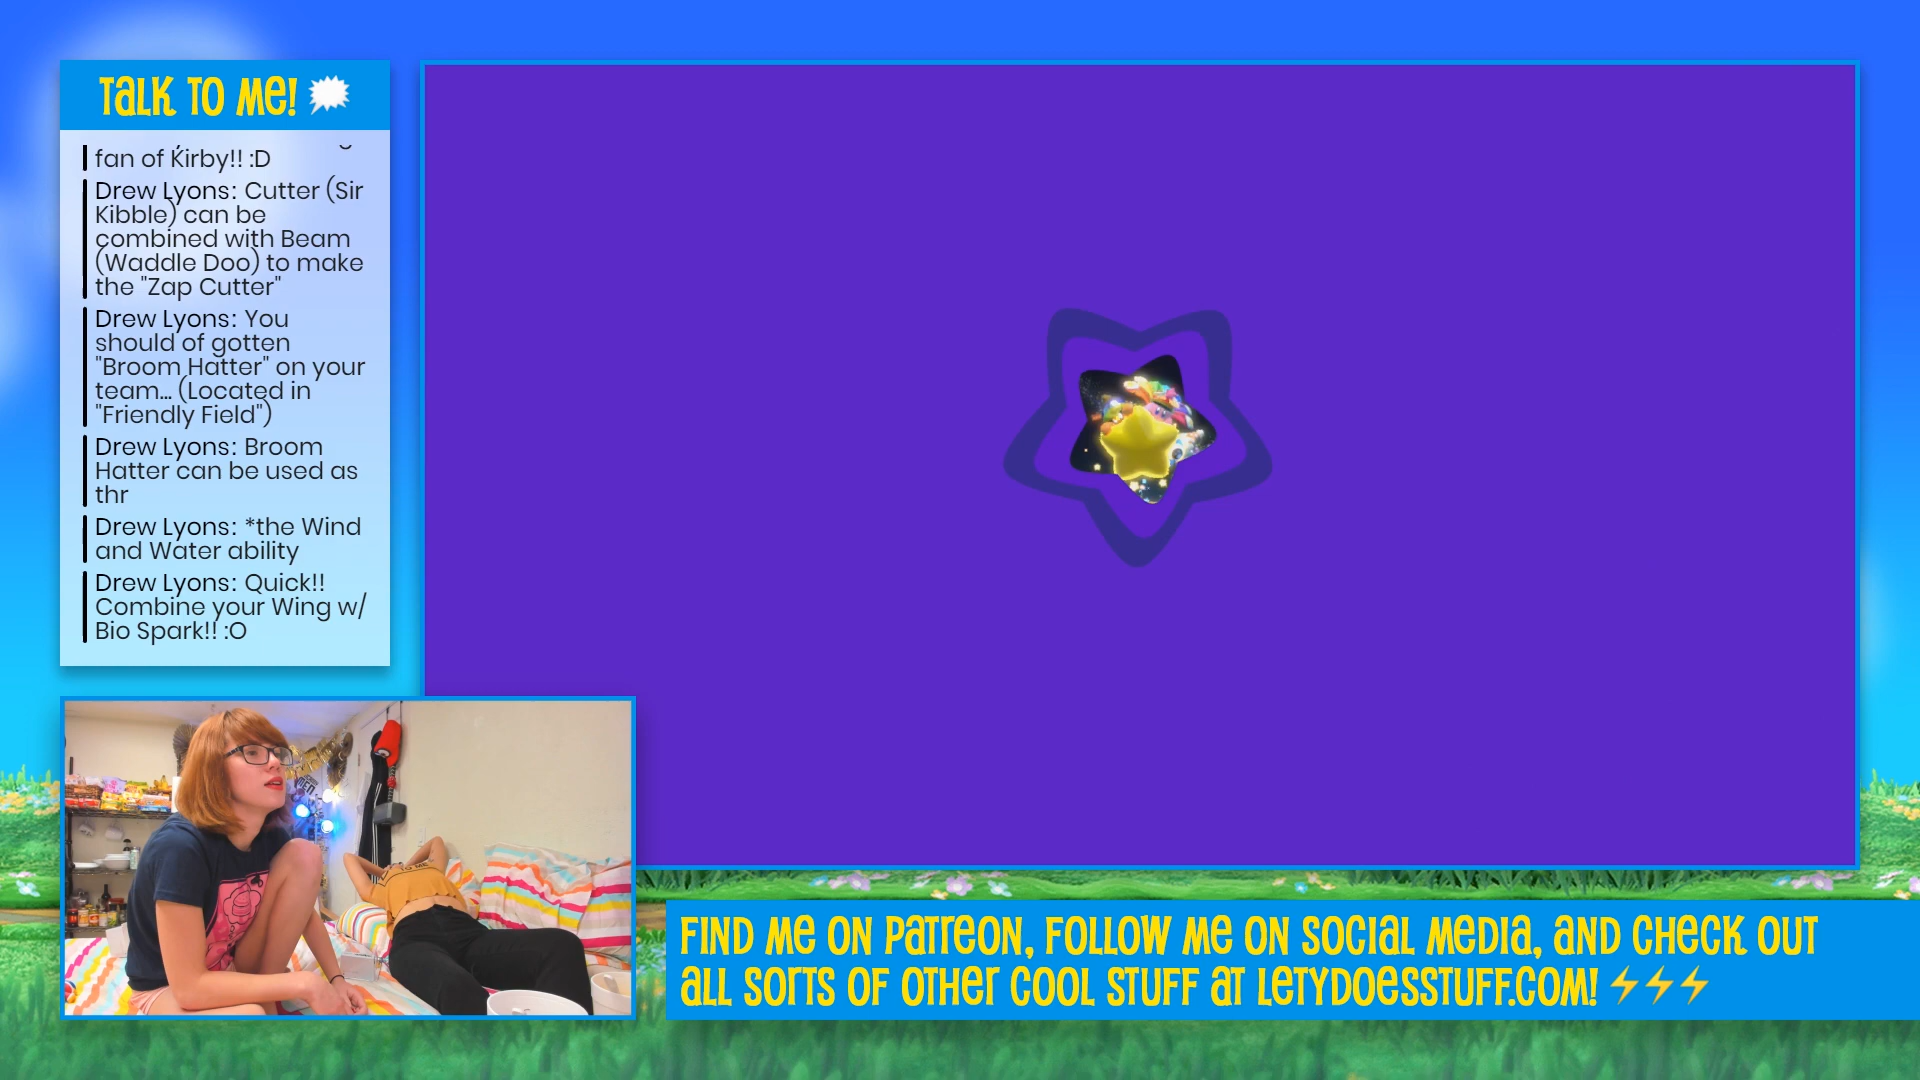 TALK TO ME!
fan of Kirby!! :D
Drew Lyons: Cutter (Sir
Kibble) can be
combined with Beam
(Waddle Doo) to make
the "Zap Cutter"
Drew Lyons: You
should of gotten
"Broom Hatter" on your
team... (Located in
"Friendly Field")
Drew Lyons: Broom
Hatter can be used as
thr
Drew Lyons: *the Wind
and Water ability
Drew Lyons: Quick!!
Combine your Wing w/
Bio Spark!! :O
FIND ME ON PATREON, FOLLOW ME ON SOCIAL MEDIA, AND CHECK OUT
ALL SORTS OF OTHER COOL STUFF AT LETYDOESSTUFF.COM! ⚡⚡⚡